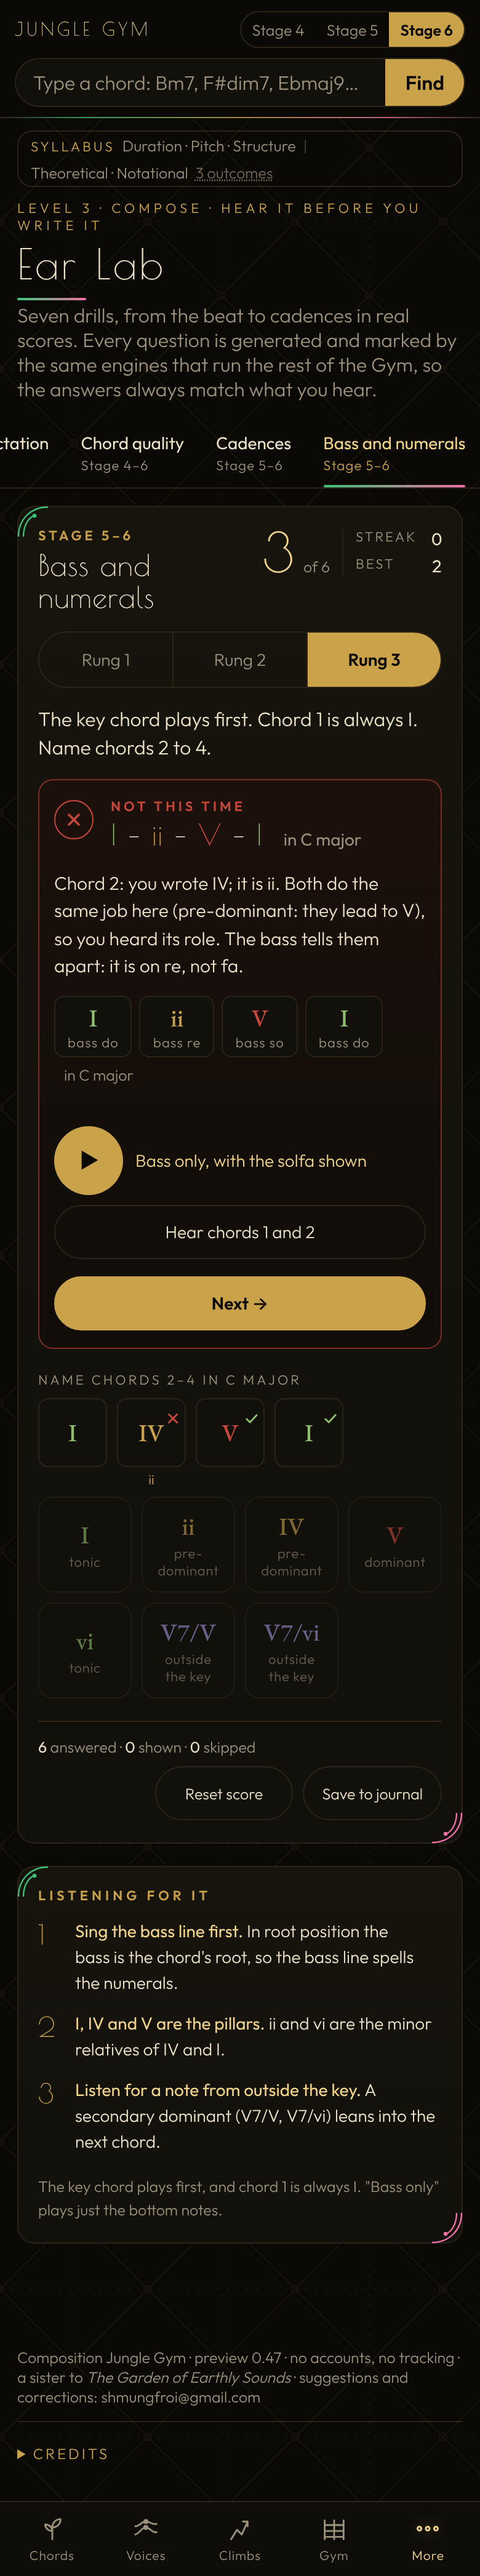 JUNGLE GYM
Stage 4 Stage 5 Stage 6
Type a chord: Bm7, F#dim7, Ebmaj9... Find
SYLLABUS Duration · Pitch · Structure |
Theoretical · Notational 3 outcomes
LEVEL 3 · COMPOSE · HEAR IT BEFORE YOU
WRITE IT
Ear Lab
Seven drills, from the beat to cadences in real
scores. Every question is generated and marked by
the same engines that run the rest of the Gym, so
the answers always match what you hear.
ctation Chord quality Cadences Bass and numerals
Stage 4–6 Stage 5–6 Stage 5–6
STAGE 5–6
Bass and
numerals
3 of 6
STREAK 0
BEST 2
Rung 1 Rung 2 Rung 3
The key chord plays first. Chord 1 is always I.
Name chords 2 to 4.
NOT THIS TIME
I – ii – V – I in C major
Chord 2: you wrote IV; it is ii. Both do the
same job here (pre-dominant: they lead to V),
so you heard its role. The bass tells them
apart: it is on re, not fa.
I ii V I
bass do bass re bass so bass do
in C major
Bass only, with the solfa shown
Hear chords 1 and 2
Next →
NAME CHORDS 2–4 IN C MAJOR
I IV V I
ii
I ii IV V
tonic pre-dominant pre-dominant dominant
vi V7/V V7/vi
tonic outside the key outside the key
6 answered · 0 shown · 0 skipped
Reset score Save to journal
LISTENING FOR IT
1 Sing the bass line first. In root position the
bass is the chord's root, so the bass line spells
the numerals.
2 I, IV and V are the pillars. ii and vi are the minor
relatives of IV and I.
3 Listen for a note from outside the key. A
secondary dominant (V7/V, V7/vi) leans into the
next chord.
The key chord plays first, and chord 1 is always I. "Bass only"
plays just the bottom notes.
Composition Jungle Gym · preview 0.47 · no accounts, no tracking ·
a sister to The Garden of Earthly Sounds · suggestions and
corrections: shmungfroi@gmail.com
▶ CREDITS
Chords Voices Climbs Gym More